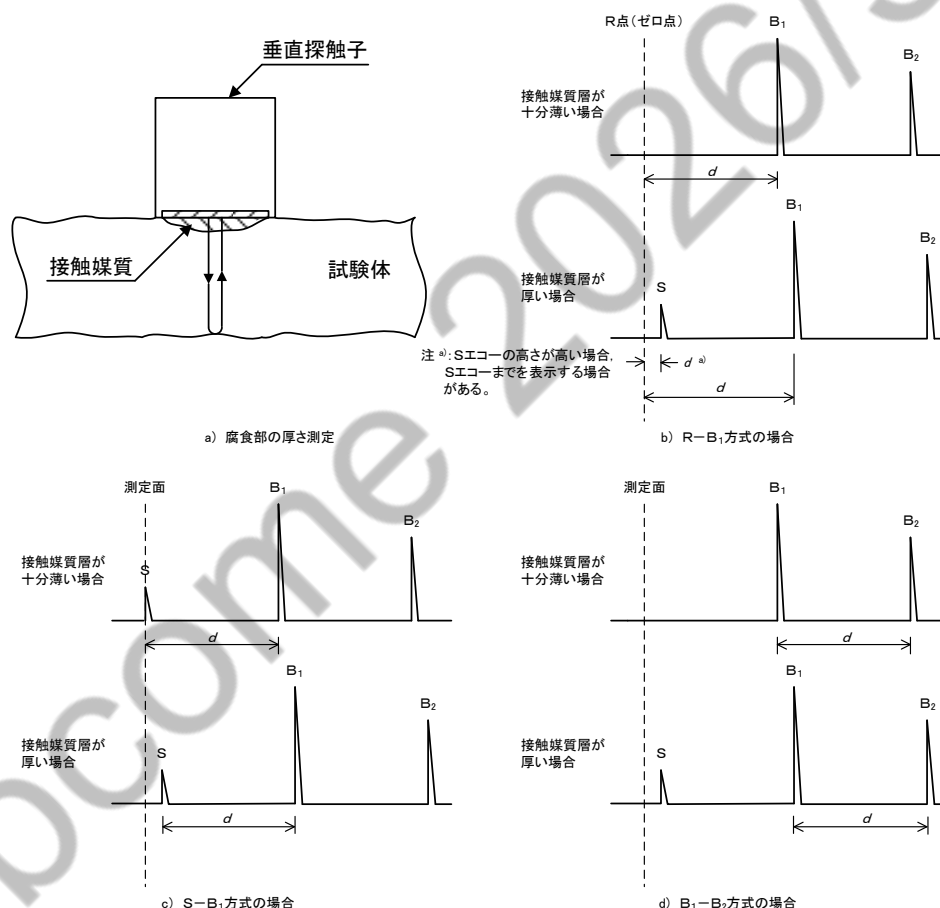 垂直探触子
接触媒質
試験体
a) 腐食部の厚さ測定
R点(ゼロ点)
B₁
B₂
接触媒質層が
十分薄い場合
d
B₁
B₂
接触媒質層が
厚い場合
S
注 ᵃ⁾:Sエコーの高さが高い場合,
Sエコーまでを表示する場合
がある。
d ᵃ⁾
d
b) R-B₁方式の場合
測定面
B₁
B₂
接触媒質層が
十分薄い場合
S
d
B₁
B₂
接触媒質層が
厚い場合
S
d
c) S-B₁方式の場合
測定面
B₁
B₂
接触媒質層が
十分薄い場合
d
B₁
B₂
接触媒質層が
厚い場合
S
d
d) B₁-B₂方式の場合